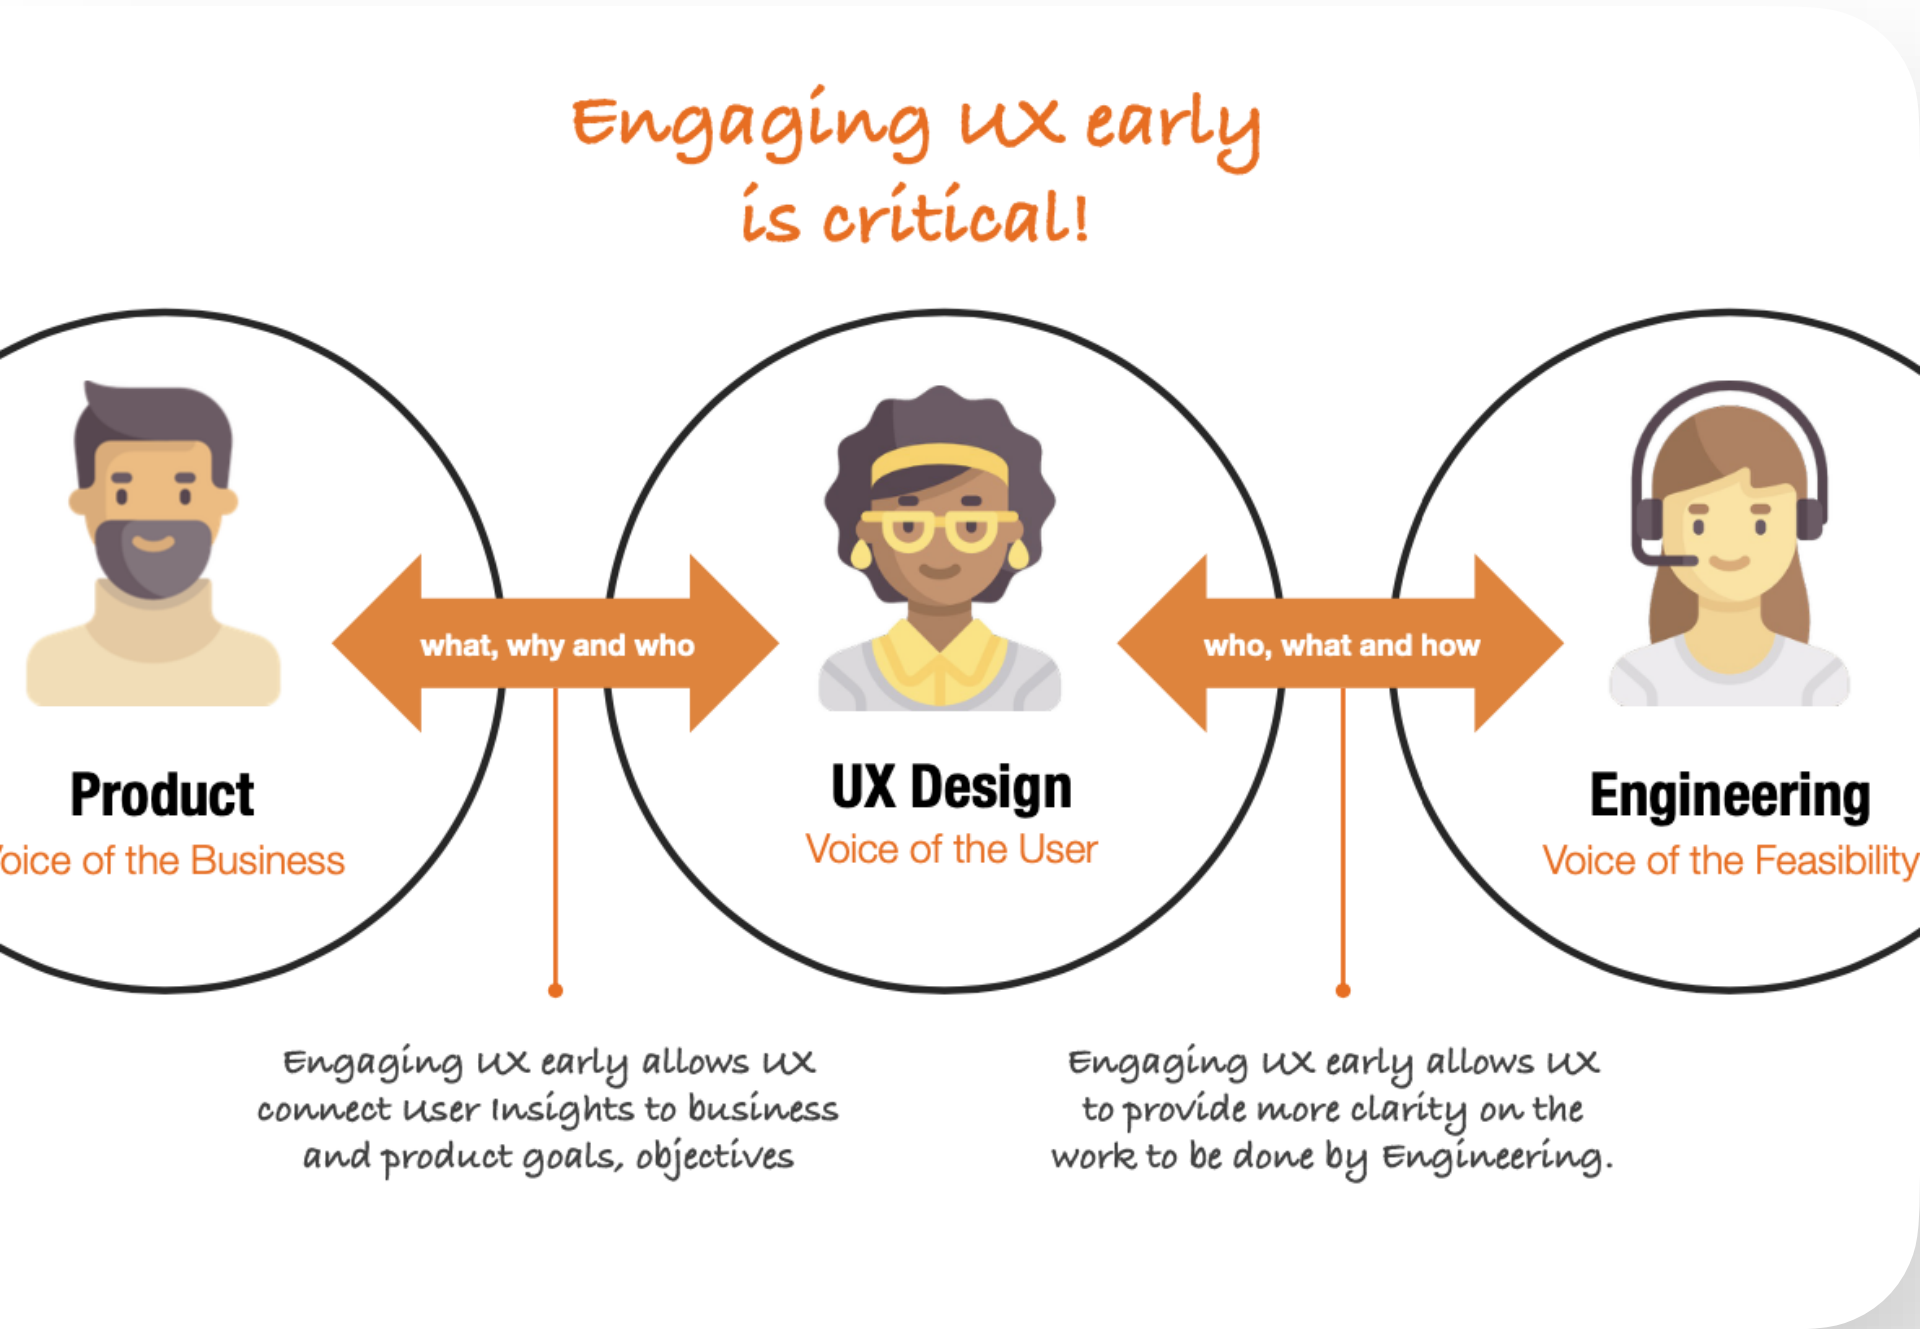 Engaging UX early
is critical!
what, why and who
who, what and how
Product
oice of the Business
UX Design
Voice of the User
Engineering
Voice of the Feasibility
Engaging UX early allows UX
connect User Insights to business
and product goals, objectives
Engaging UX early allows UX
to provide more clarity on the
work to be done by Engineering.